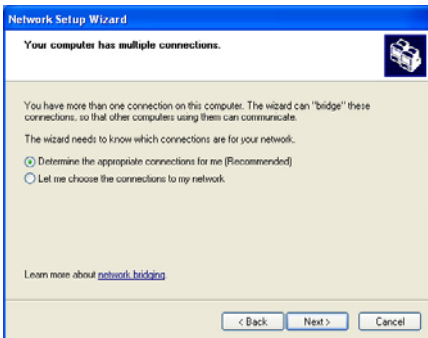 Network Setup Wizard
Your computer has multiple connections.
You have more than one connection on this computer. The wizard can "bridge" these
connections, so that other computers using them can communicate.
The wizard needs to know which connections are for your network.
Determine the appropriate connections for me (Recommended)
Let me choose the connections to my network
Learn more about network bridging.
< Back
Next >
Cancel